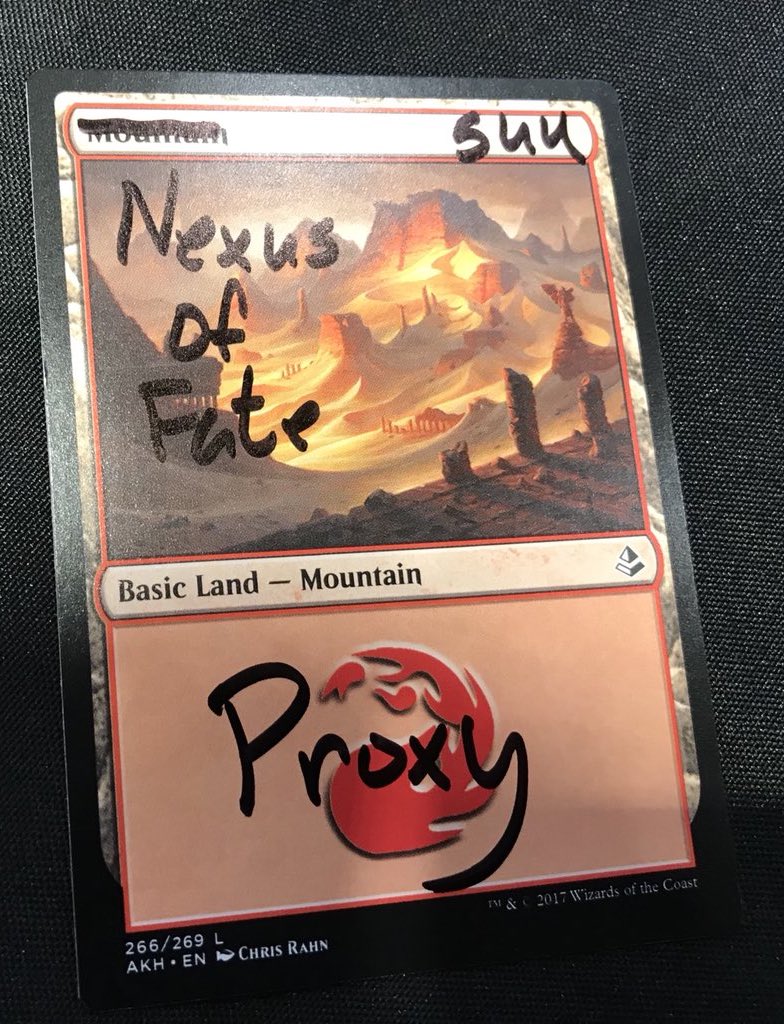 Mountain
5UU
Nexus
of
Fate
Basic Land — Mountain
Proxy
™ & © 2017 Wizards of the Coast
266/269 L
AKH • EN Chris Rahn